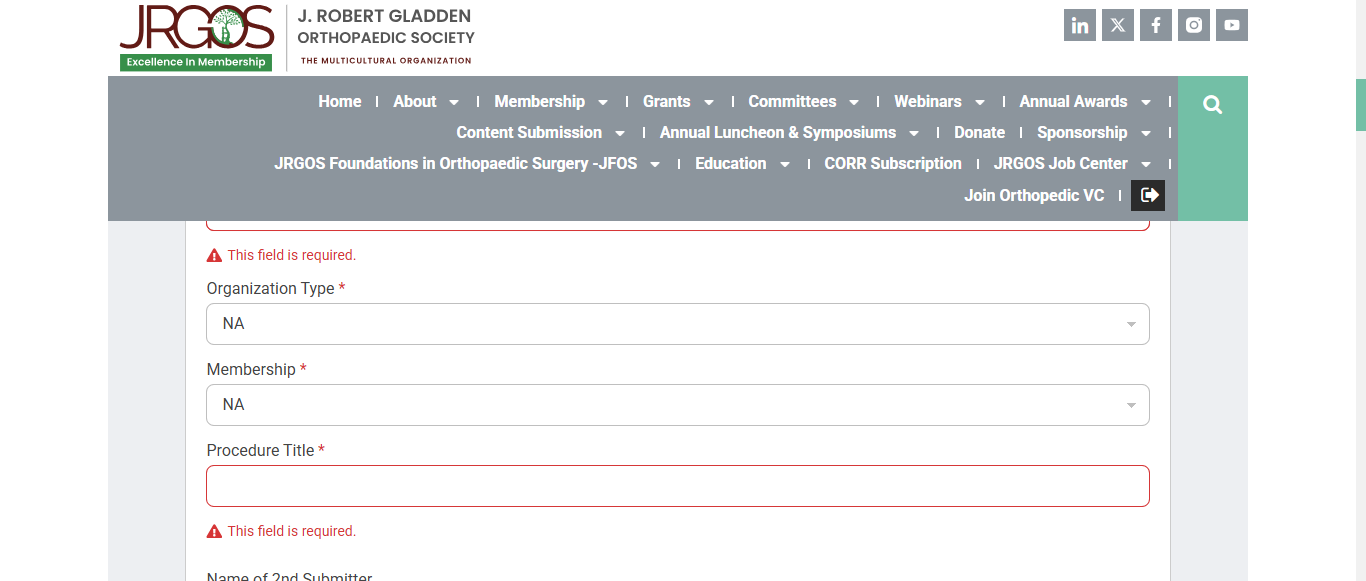 JRGOS
Excellence In Membership
J. ROBERT GLADDEN
ORTHOPAEDIC SOCIETY
THE MULTICULTURAL ORGANIZATION
Home About Membership Grants Committees Webinars Annual Awards
Content Submission Annual Luncheon & Symposiums Donate Sponsorship
JRGOS Foundations in Orthopaedic Surgery -JFOS Education CORR Subscription JRGOS Job Center
Join Orthopedic VC
This field is required.
Organization Type *
NA
Membership *
NA
Procedure Title *
This field is required.
Name of 2nd Submitter